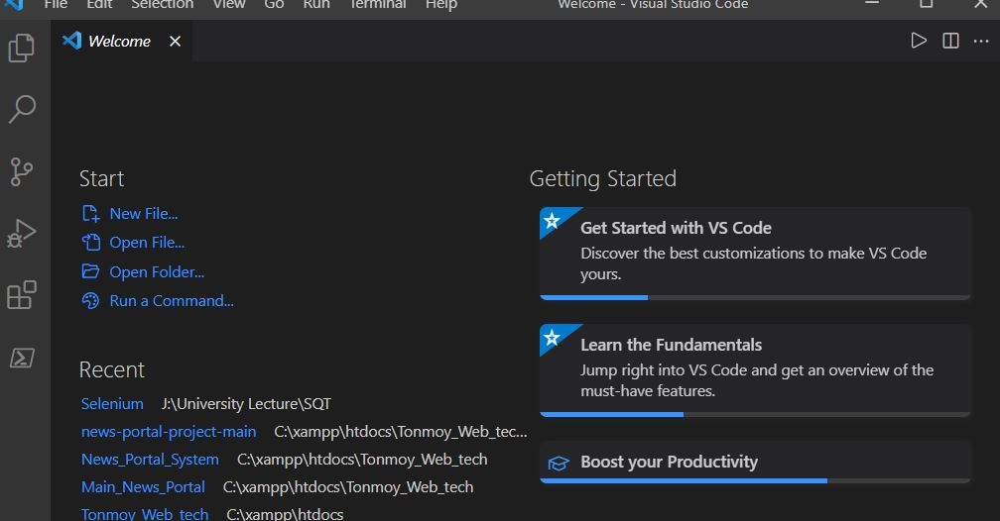 File Edit Selection View Go Run Terminal Help Welcome - Visual Studio Code
Welcome
Start
New File...
Open File...
Open Folder...
Run a Command...
Recent
Selenium J:\University Lecture\SQT
news-portal-project-main C:\xampp\htdocs\Tonmoy_Web_tec...
News_Portal_System C:\xampp\htdocs\Tonmoy_Web_tech
Main_News_Portal C:\xampp\htdocs\Tonmoy_Web_tech
Tonmoy_Web_tech C:\xampp\htdocs
Getting Started
Get Started with VS Code
Discover the best customizations to make VS Code
yours.
Learn the Fundamentals
Jump right into VS Code and get an overview of the
must-have features.
Boost your Productivity